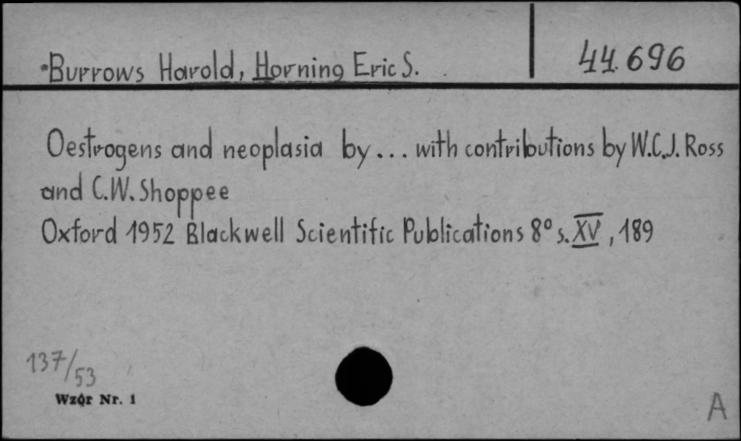 Burrows Harold, Horning Eric S.
44.696
Oestrogens and neoplasia by... with contributions by W.C.J. Ross
and C.W. Shoppee
Oxford 1952 Blackwell Scientific Publications 8° s. XV, 189
137/53
Wzór Nr. 1
A